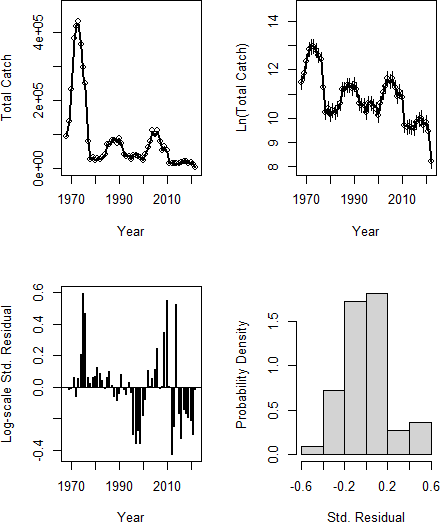 Total Catch
0e+00 2e+05 4e+05
1970 1990 2010
Year
Ln(Total Catch)
8 9 10 11 12 13 14
1970 1990 2010
Year
Log-scale Std. Residual
-0.4 0.0 0.2 0.4 0.6
1970 1990 2010
Year
Probability Density
0.0 0.5 1.0 1.5
-0.6 -0.2 0.2 0.6
Std. Residual